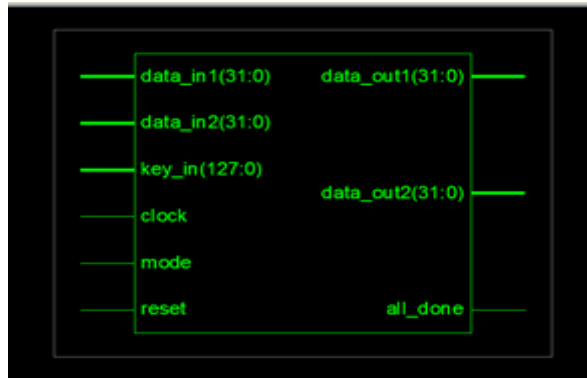 data_in1(31:0) data_out1(31:0)
data_in2(31:0)
key_in(127:0)
data_out2(31:0)
clock
mode
reset all_done